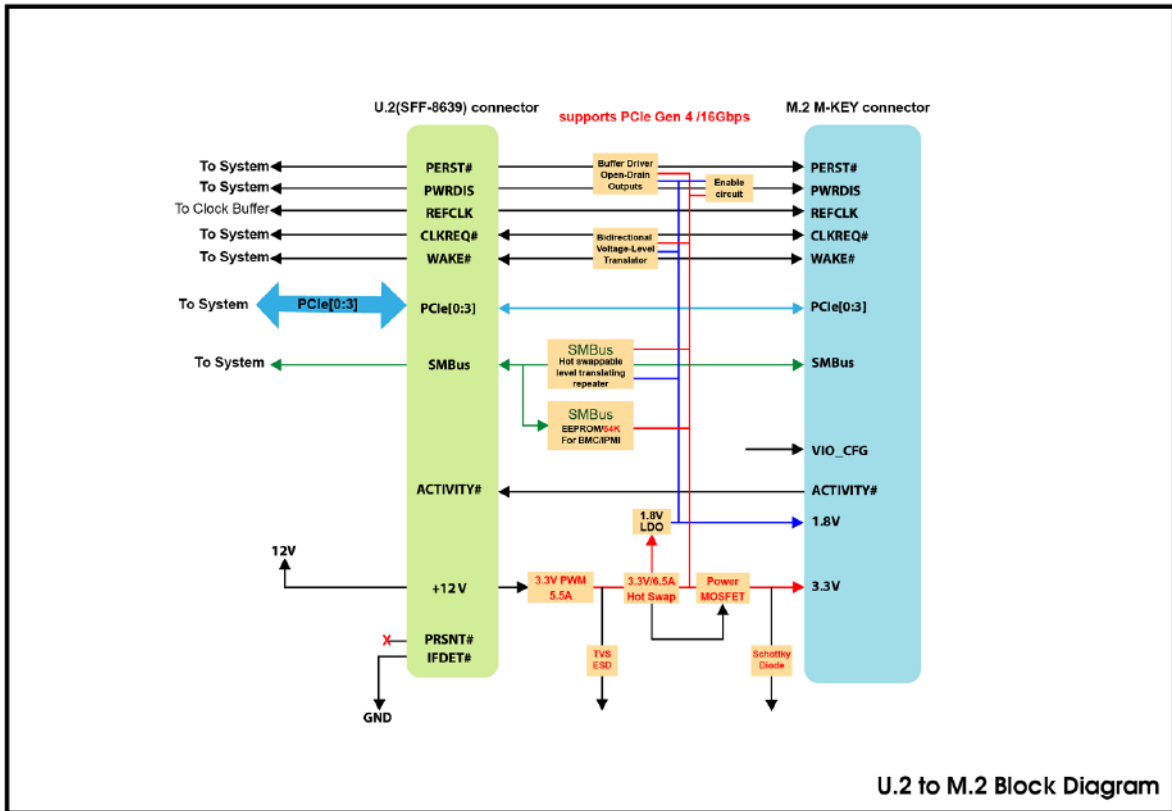 U.2(SFF-8639) connector
supports PCIe Gen 4 /16Gbps
M.2 M-KEY connector
To System
PERST#
Buffer Driver
Open-Drain
Outputs
PERST#
To System
PWRDIS
Enable
circuit
PWRDIS
To Clock Buffer
REFCLK
REFCLK
To System
CLKREQ#
Bidirectional
Voltage-Level
Translator
CLKREQ#
To System
WAKE#
WAKE#
To System
PCIe[0:3]
PCIe[0:3]
PCIe[0:3]
To System
SMBus
SMBus
Hot swappable
level translating
repeater
SMBus
SMBus
EEPROM/64K
For BMC/IPMI
VIO_CFG
ACTIVITY#
ACTIVITY#
1.8V
LDO
1.8V
12V
+12V
3.3V PWM
5.5A
3.3V/6.5A
Hot Swap
Power
MOSFET
3.3V
X
PRSNT#
IFDET#
TVS
ESD
Schottky
Diode
GND
U.2 to M.2 Block Diagram